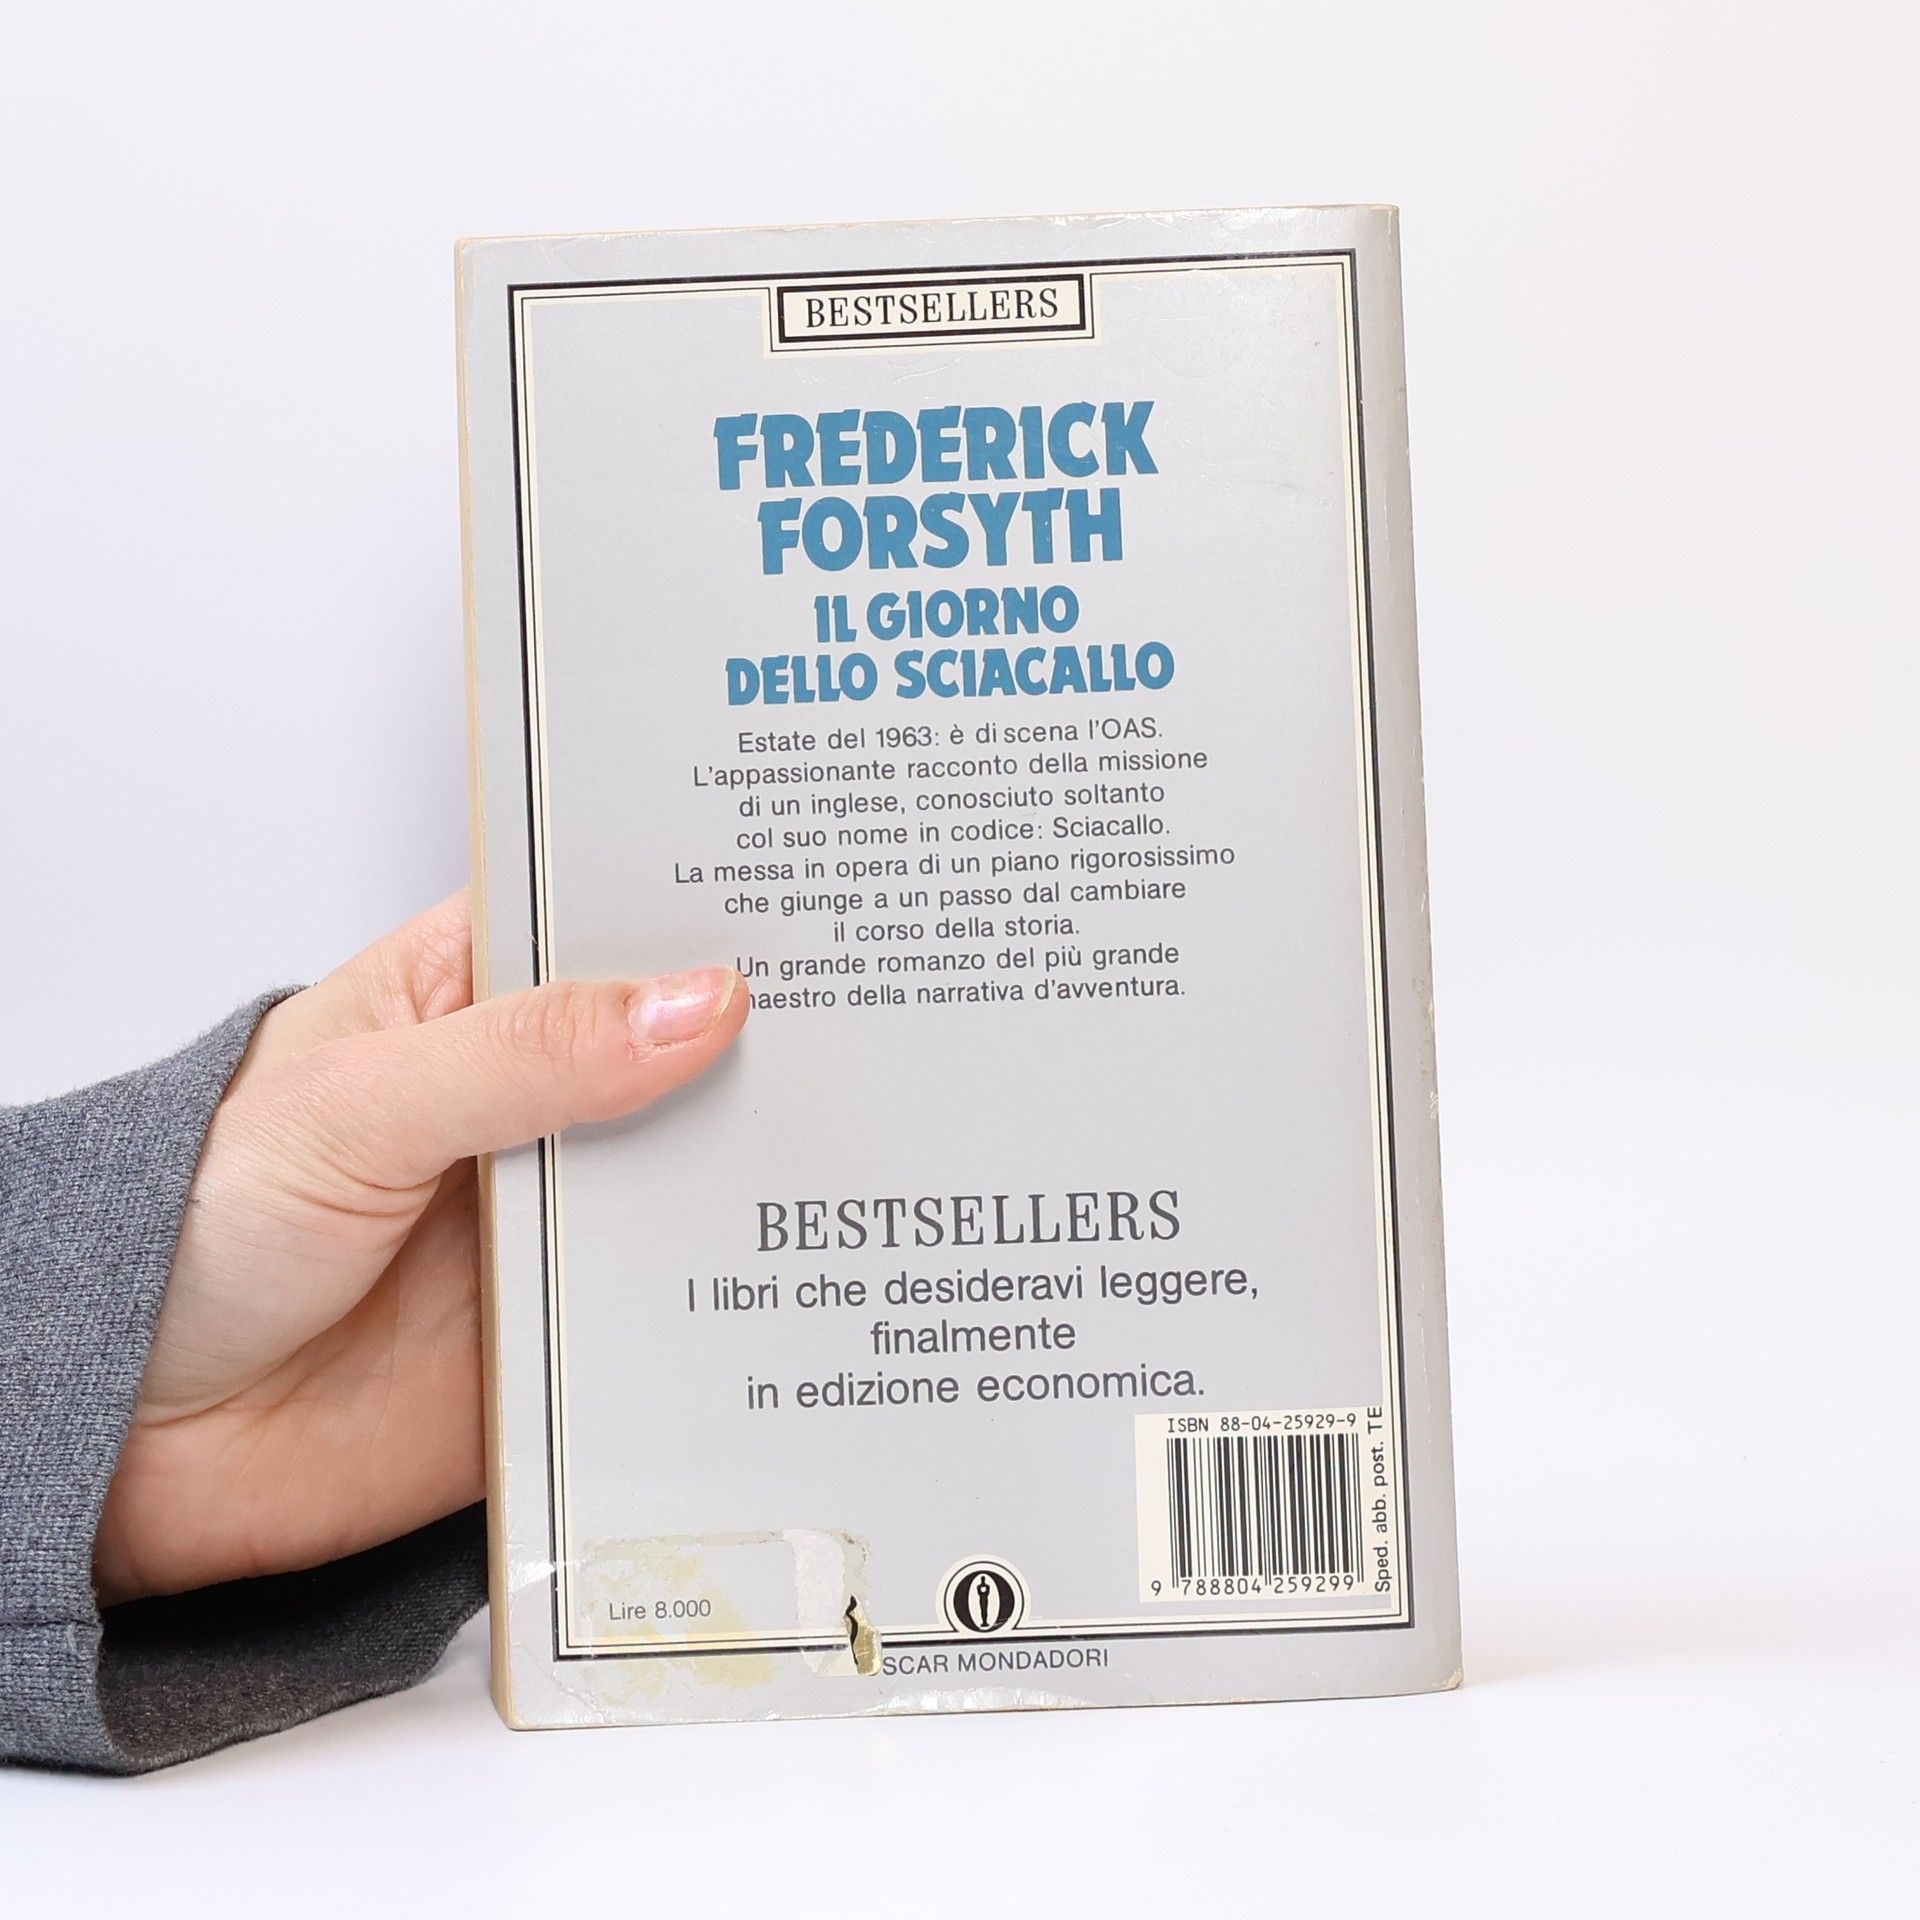 BESTSELLERS
FREDERICK
FORSYTH
IL GIORNO
DELLO SCIACALLO
Estate del 1963: è di scena l'OAS.
L'appassionante racconto della missione
di un inglese, conosciuto soltanto
col suo nome in codice: Sciacallo.
La messa in opera di un piano rigorosissimo
che giunge a un passo dal cambiare
il corso della storia.
Un grande romanzo del più grande
maestro della narrativa d'avventura.
BESTSELLERS
I libri che desideravi leggere,
finalmente
in edizione economica.
ISBN 88-04-25929-9
9 788804 259299
Sped. abb. post. TE
Lire 8.000
SCAR MONDADORI